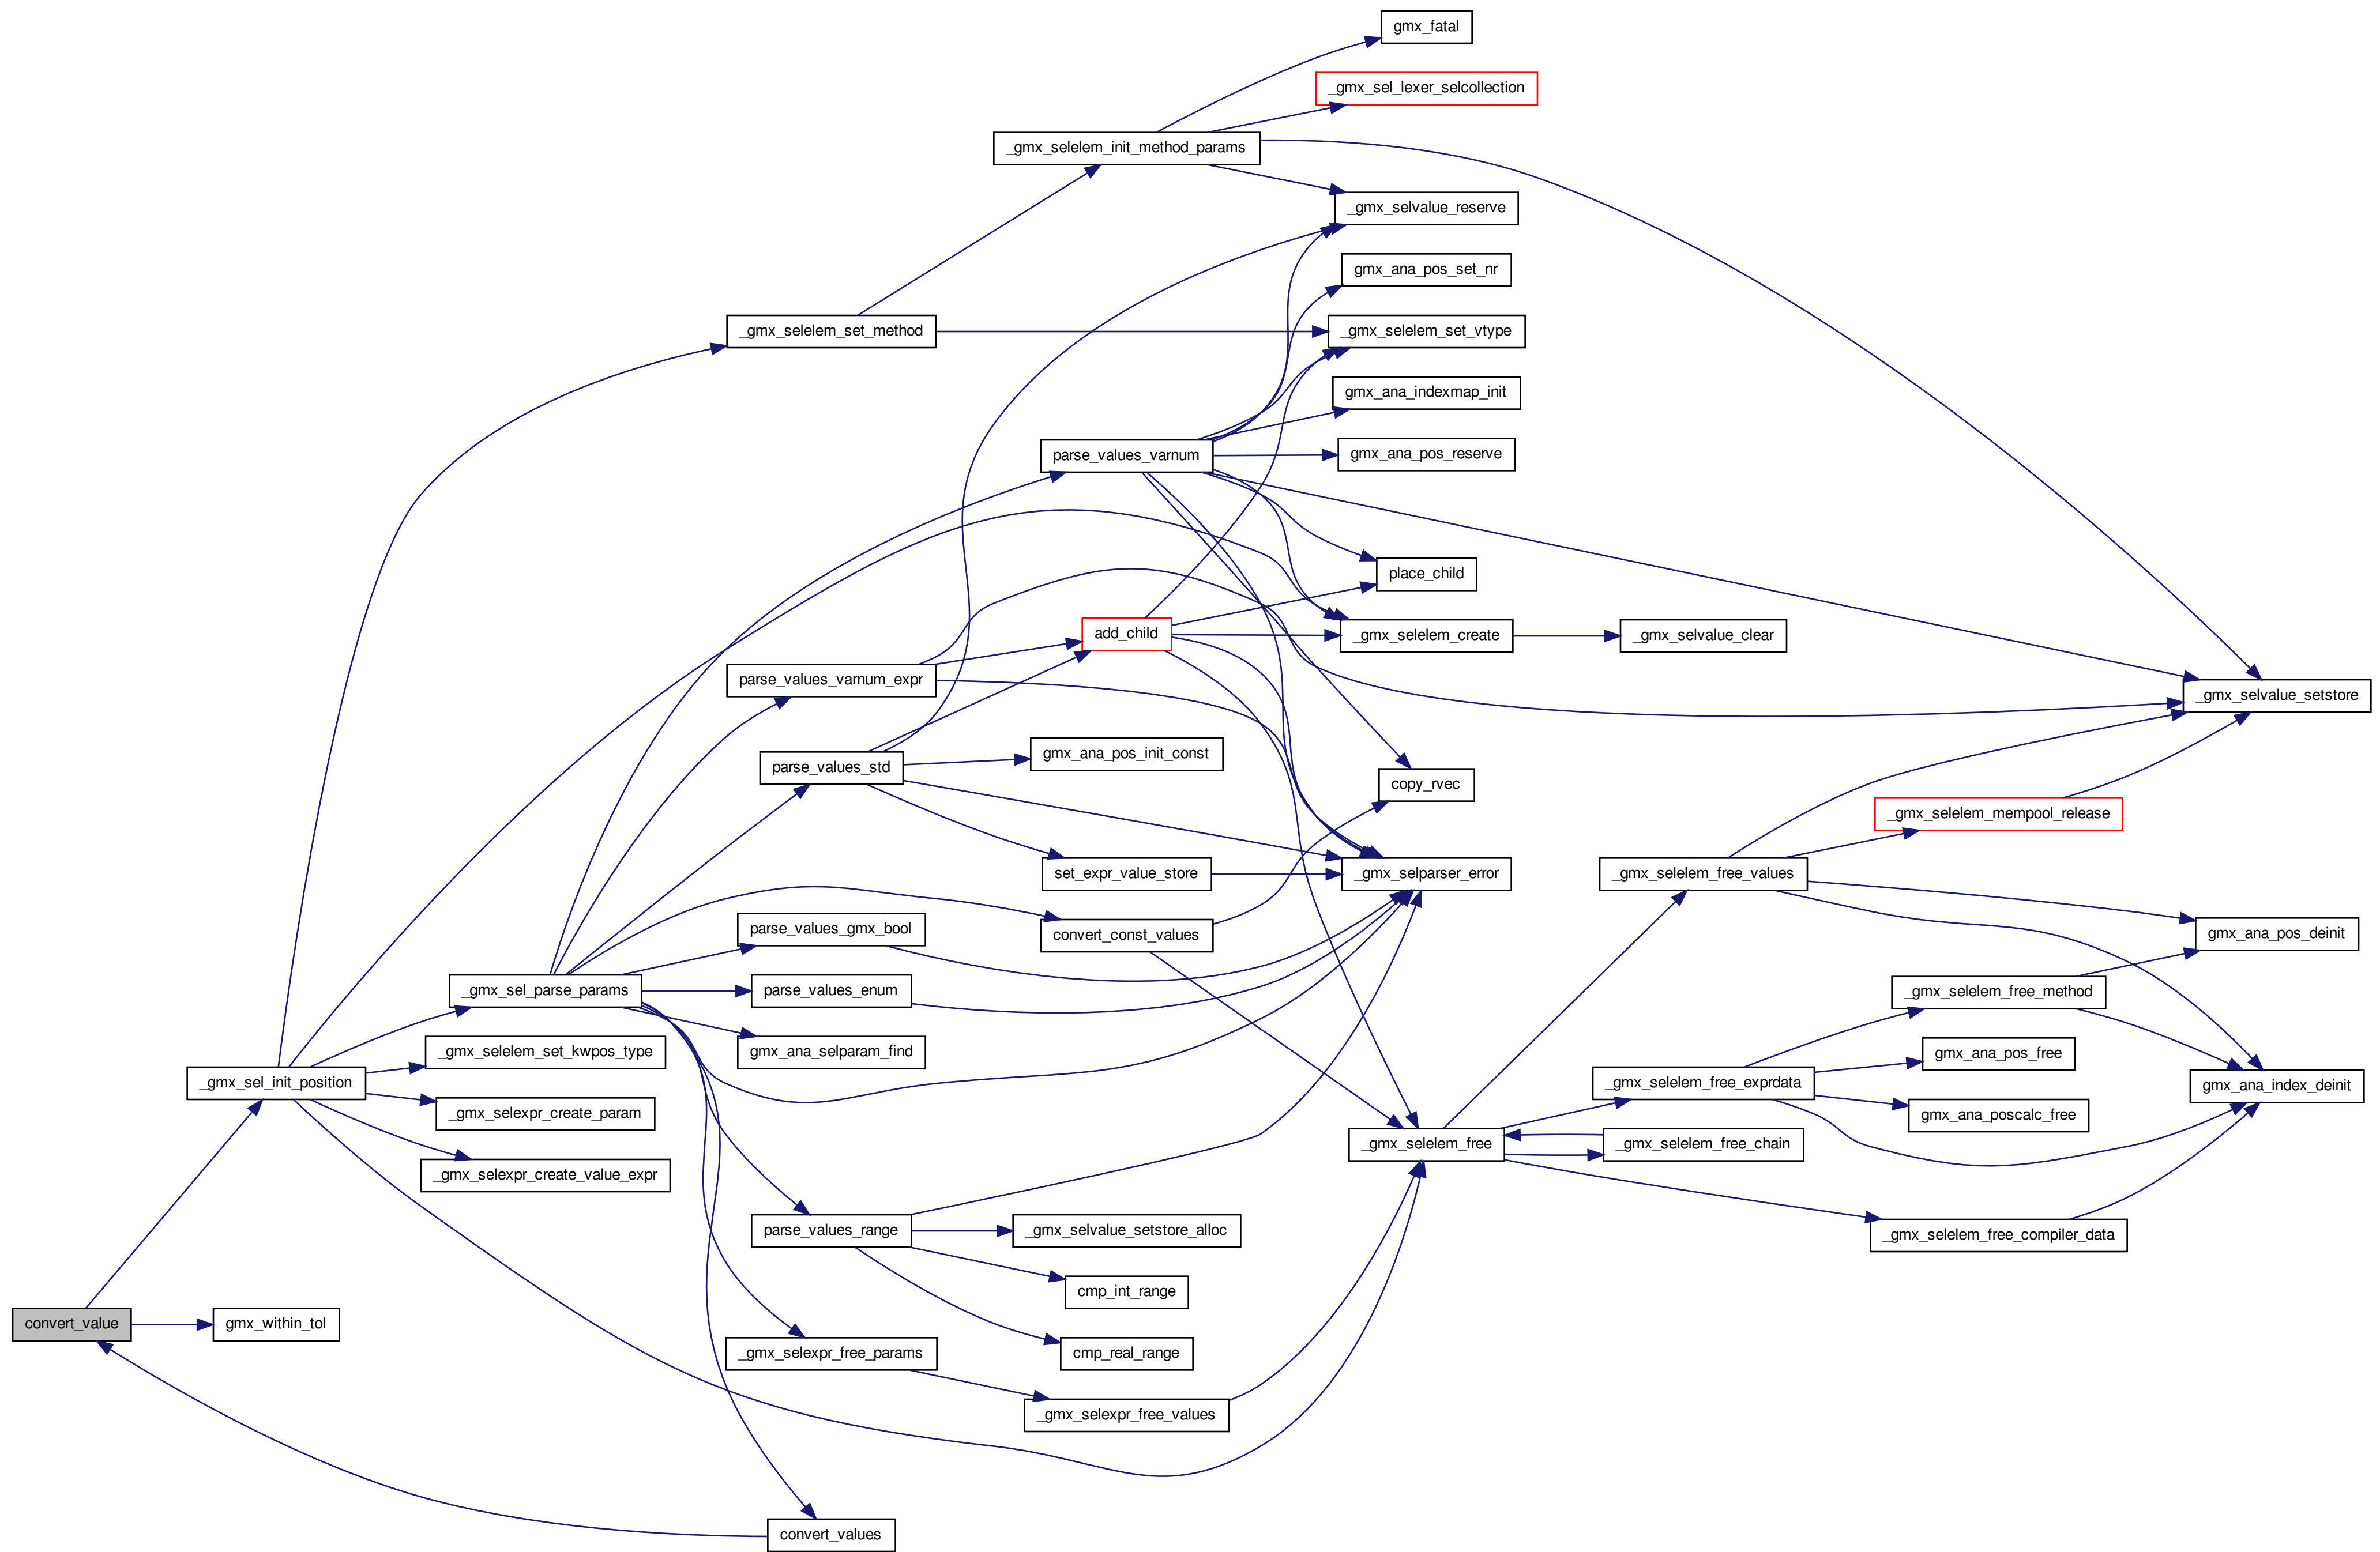 gmx_fatal
_gmx_sel_lexer_selcollection
_gmx_selelem_init_method_params
_gmx_selvalue_reserve
gmx_ana_pos_set_nr
_gmx_selelem_set_method
_gmx_selelem_set_vtype
gmx_ana_indexmap_init
parse_values_varnum
gmx_ana_pos_reserve
place_child
add_child
_gmx_selelem_create
_gmx_selvalue_clear
parse_values_varnum_expr
_gmx_selvalue_setstore
gmx_ana_pos_init_const
parse_values_std
copy_rvec
_gmx_selelem_mempool_release
set_expr_value_store
_gmx_selparser_error
_gmx_selelem_free_values
parse_values_gmx_bool
convert_const_values
gmx_ana_pos_deinit
_gmx_sel_parse_params
parse_values_enum
_gmx_selelem_free_method
_gmx_selelem_set_kwpos_type
gmx_ana_selparam_find
gmx_ana_pos_free
_gmx_sel_init_position
_gmx_selelem_free_exprdata
gmx_ana_index_deinit
_gmx_selexpr_create_param
gmx_ana_poscalc_free
_gmx_selelem_free
_gmx_selelem_free_chain
_gmx_selexpr_create_value_expr
parse_values_range
_gmx_selvalue_setstore_alloc
_gmx_selelem_free_compiler_data
cmp_int_range
convert_value
gmx_within_tol
_gmx_selexpr_free_params
cmp_real_range
_gmx_selexpr_free_values
convert_values